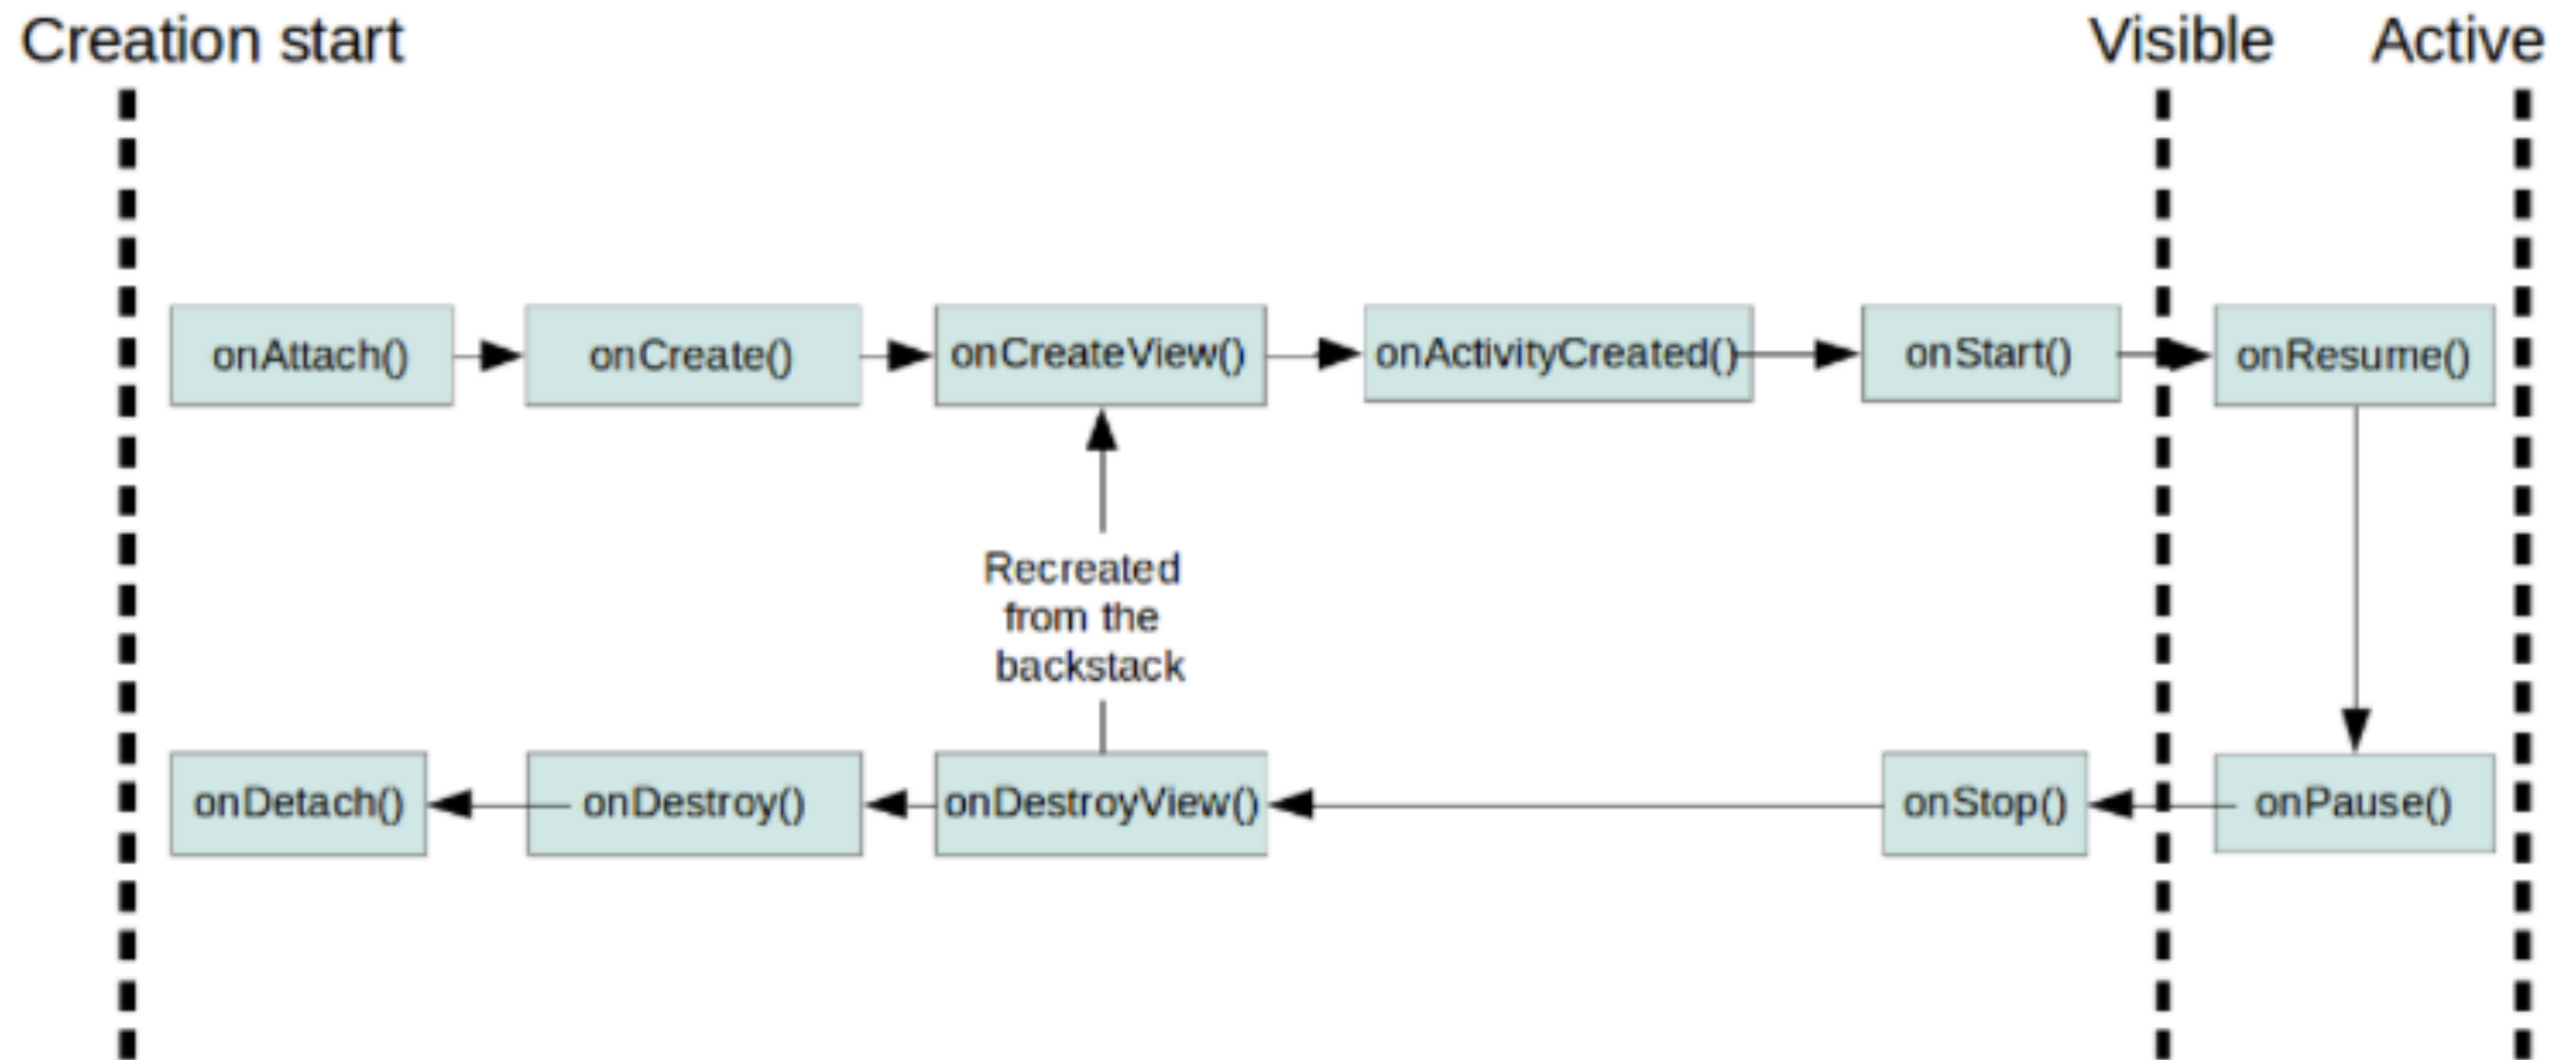 Creation start
Visible
Active
onAttach()
onCreate()
onCreateView()
onActivityCreated()
onStart()
onResume()
Recreated
from the
backstack
onDetach()
onDestroy()
onDestroyView()
onStop()
onPause()